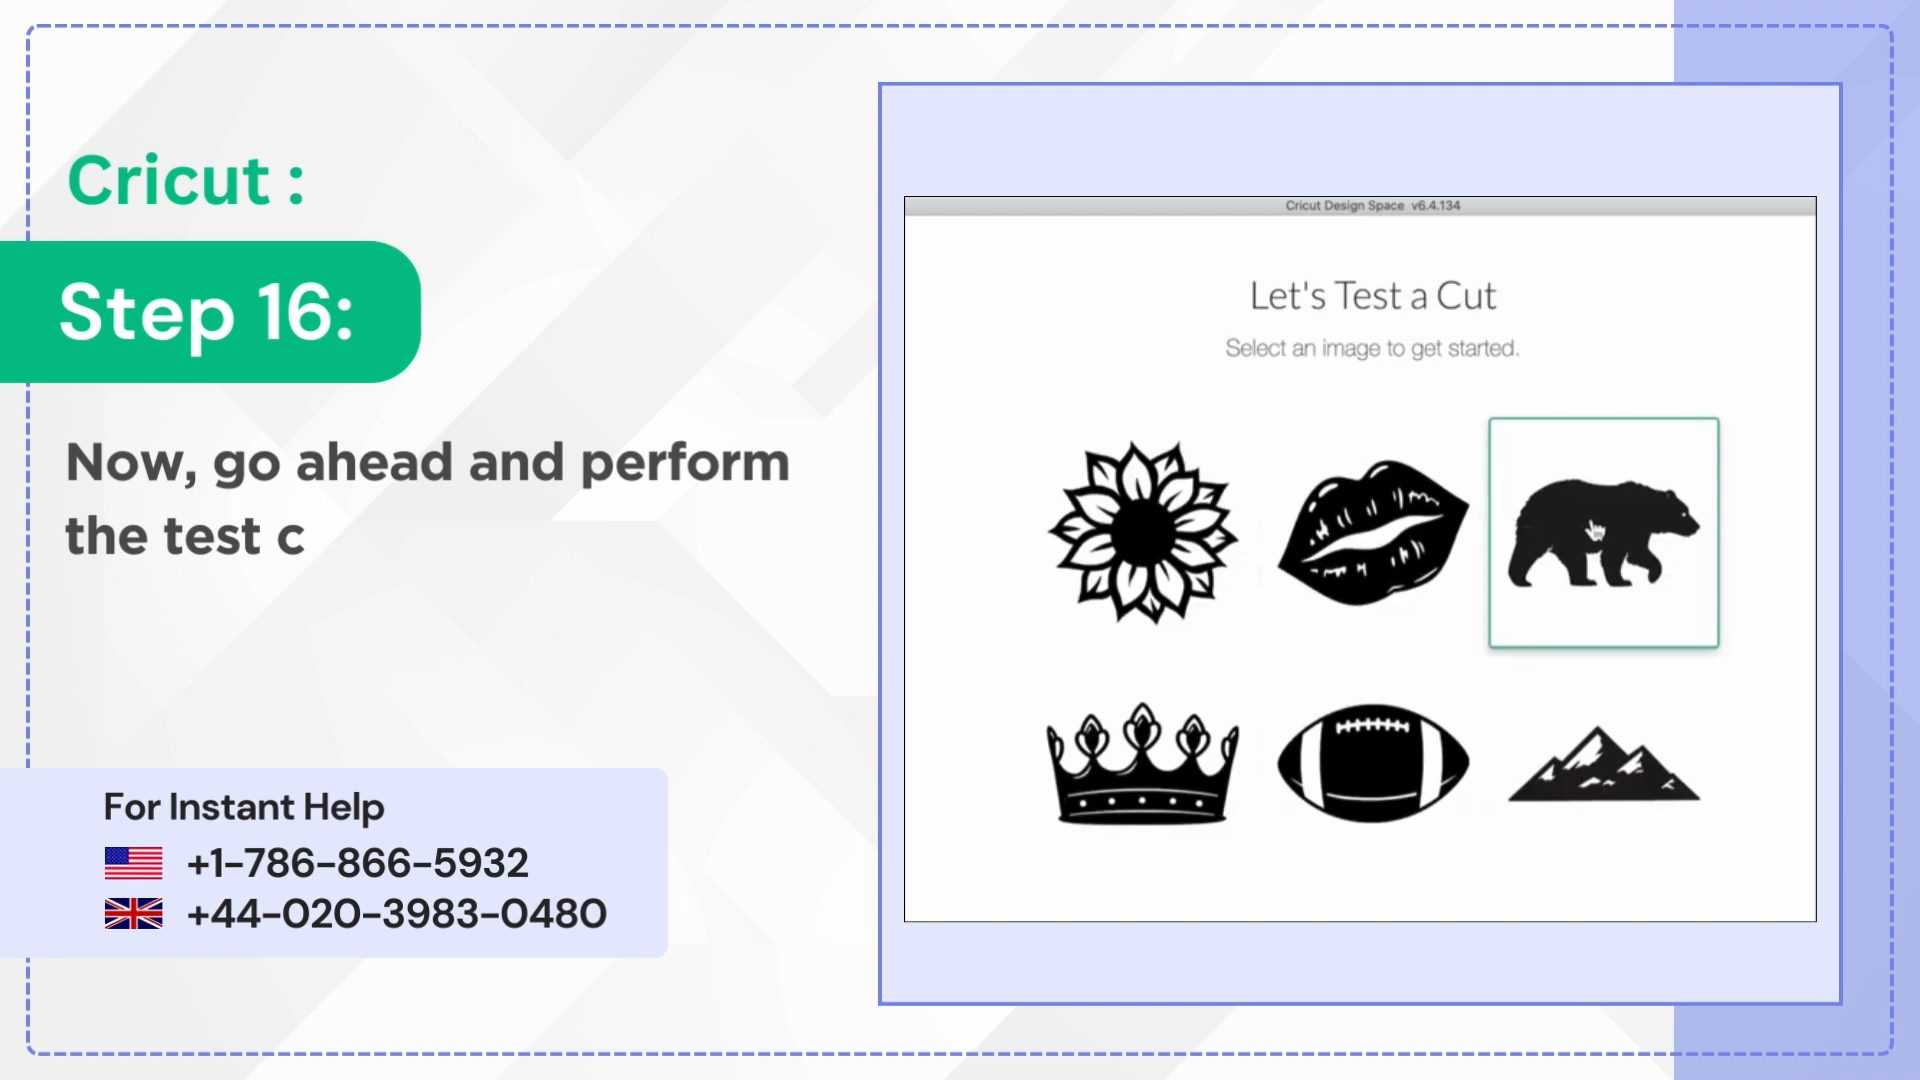 Cricut :
Step 16:
Now, go ahead and perform
the test c
For Instant Help
+1-786-866-5932
+44-020-3983-0480
Cricut Design Space v6.4.134
Let's Test a Cut
Select an image to get started.